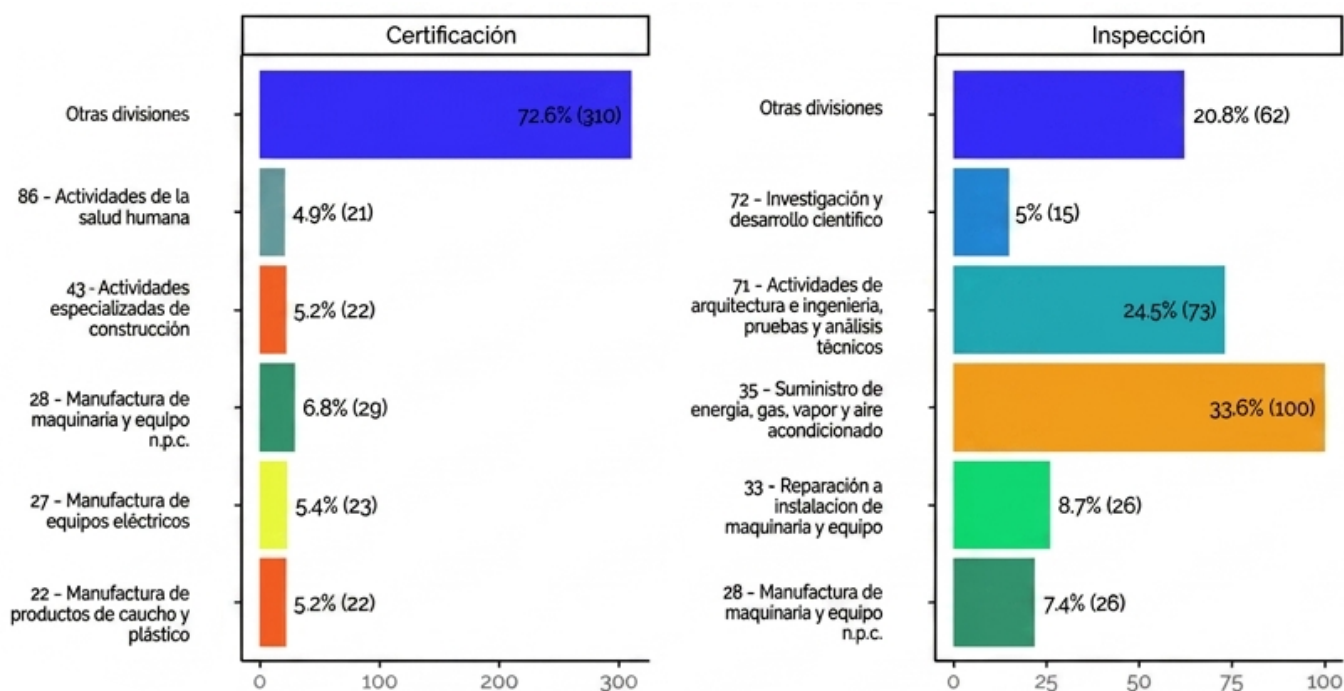 Certificación
Otras divisiones
72.6% (310)
86 - Actividades de la
salud humana
4.9% (21)
43 - Actividades
especializadas de
construcción
5.2% (22)
28 - Manufactura de
maquinaria y equipo
n.p.c.
6.8% (29)
27 - Manufactura de
equipos eléctricos
5.4% (23)
22 - Manufactura de
productos de caucho y
plástico
5.2% (22)
0 100 200 300
Inspección
Otras divisiones
20.8% (62)
72 - Investigación y
desarrollo cientifico
5% (15)
71 - Actividades de
arquitectura e ingenieria,
pruebas y análisis
técnicos
24.5% (73)
35 - Suministro de
energia, gas, vapor y aire
acondicionado
33.6% (100)
33 - Reparación a
instalacion de
maquinaria y equipo
8.7% (26)
28 - Manufactura de
maquinaria y equipo
n.p.c.
7.4% (26)
0 25 50 75 100